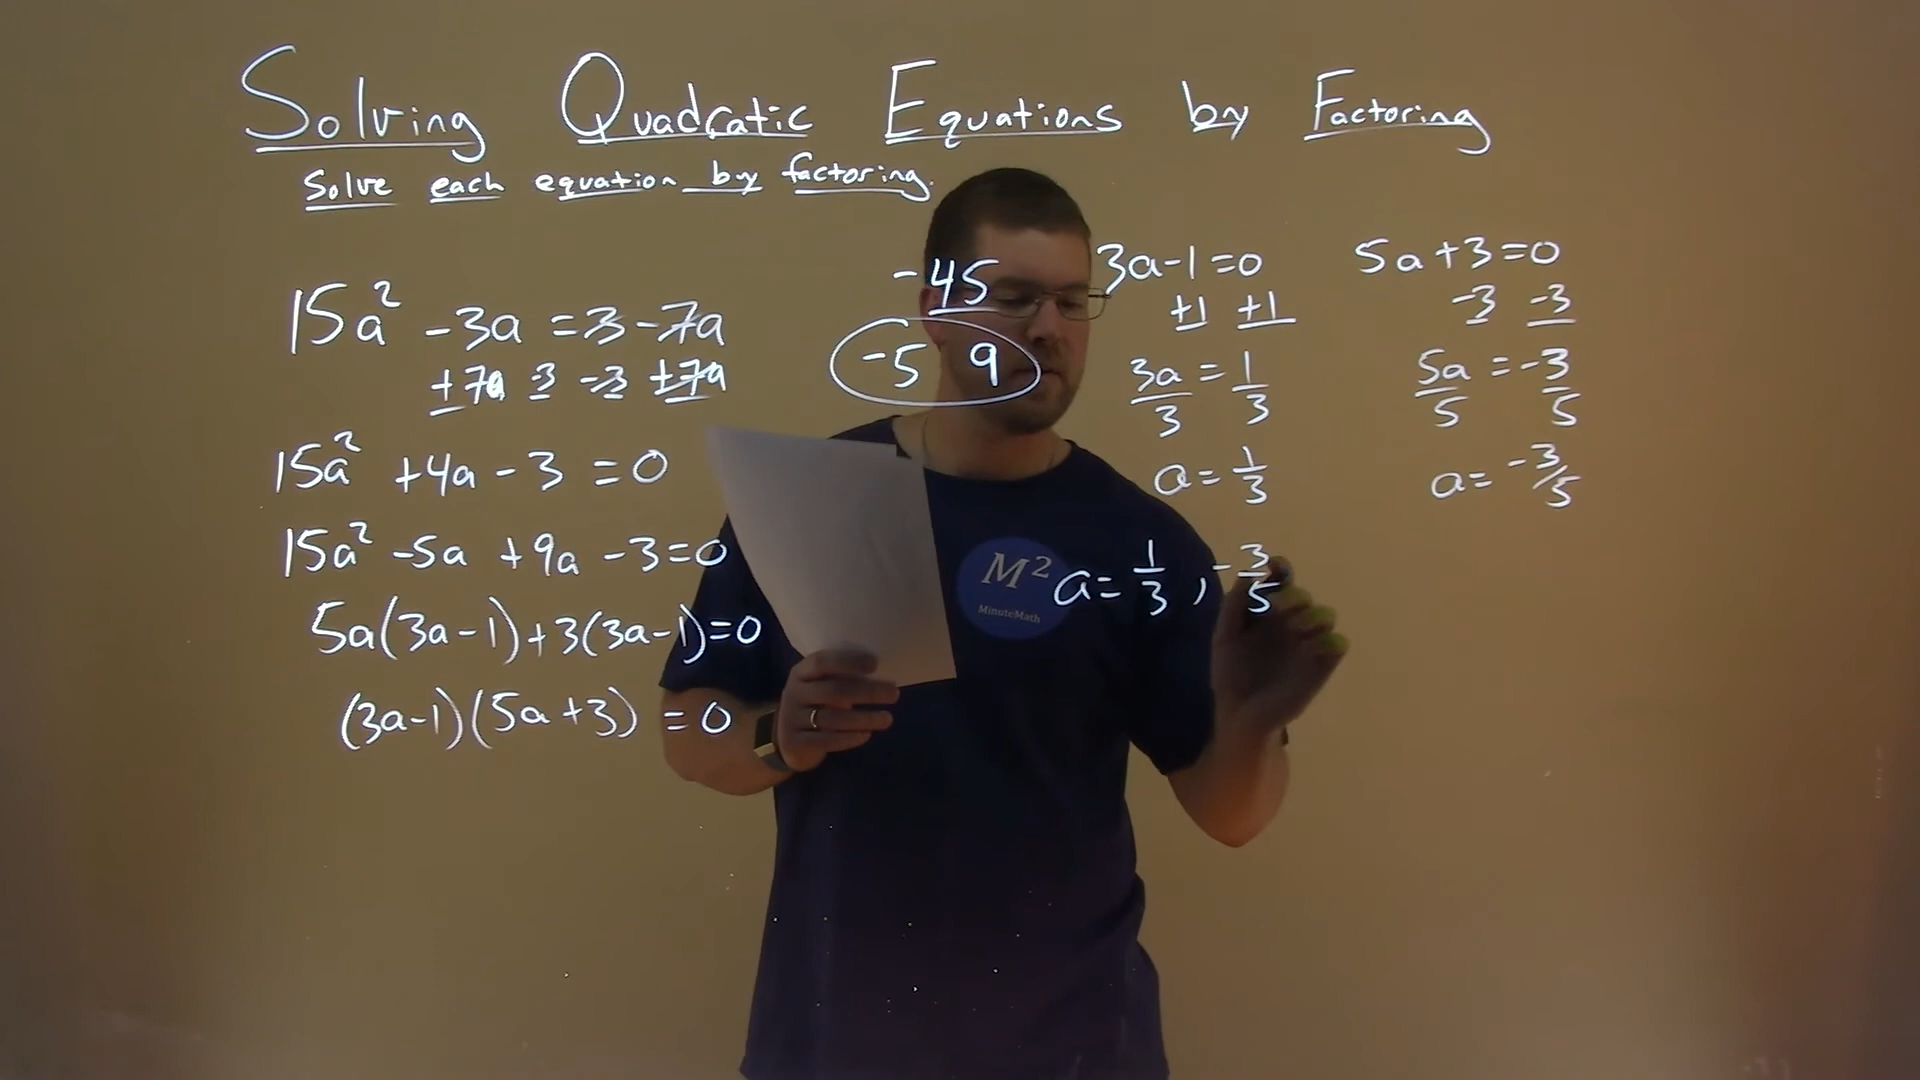 Solving Quadratic Equations by Factoring
Solve each equation by factoring.
15a² -3a = 3 - 7a
+7a -3 -3 +7a
15a² +4a - 3 = 0
15a² -5a +9a -3 = 0
5a(3a-1)+3(3a-1)=0
(3a-1)(5a+3) = 0
-45
-5 9
3a-1=0
+1 +1
3a/3 = 1/3
a = 1/3
5a+3=0
-3 -3
5a/5 = -3/5
a = -3/5
a = 1/3 , -3/5
M²
MinuteMath